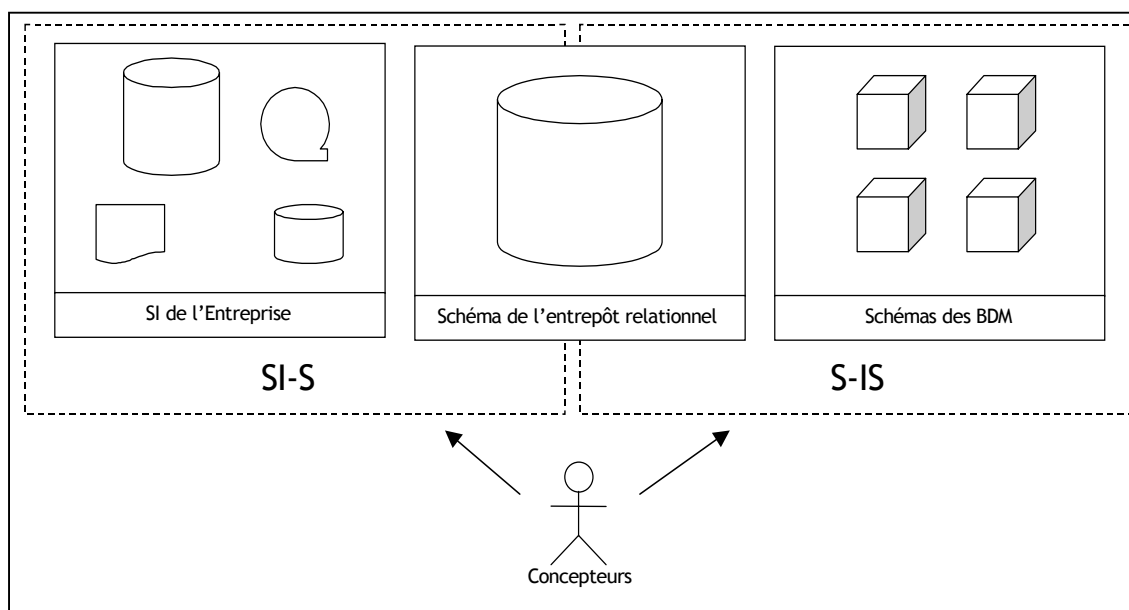 SI de l'Entreprise
Schéma de l'entrepôt relationnel
Schémas des BDM
SI-S
S-IS
Concepteurs